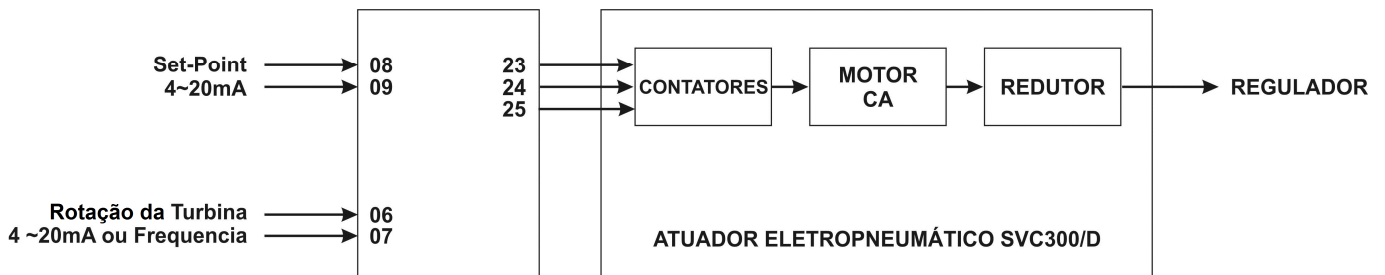 Set-Point
4~20mA
08
09
23
24
25
CONTATORES
MOTOR
CA
REDUTOR
REGULADOR
Rotação da Turbina
4 ~20mA ou Frequencia
06
07
ATUADOR ELETROPNEUMÁTICO SVC300/D